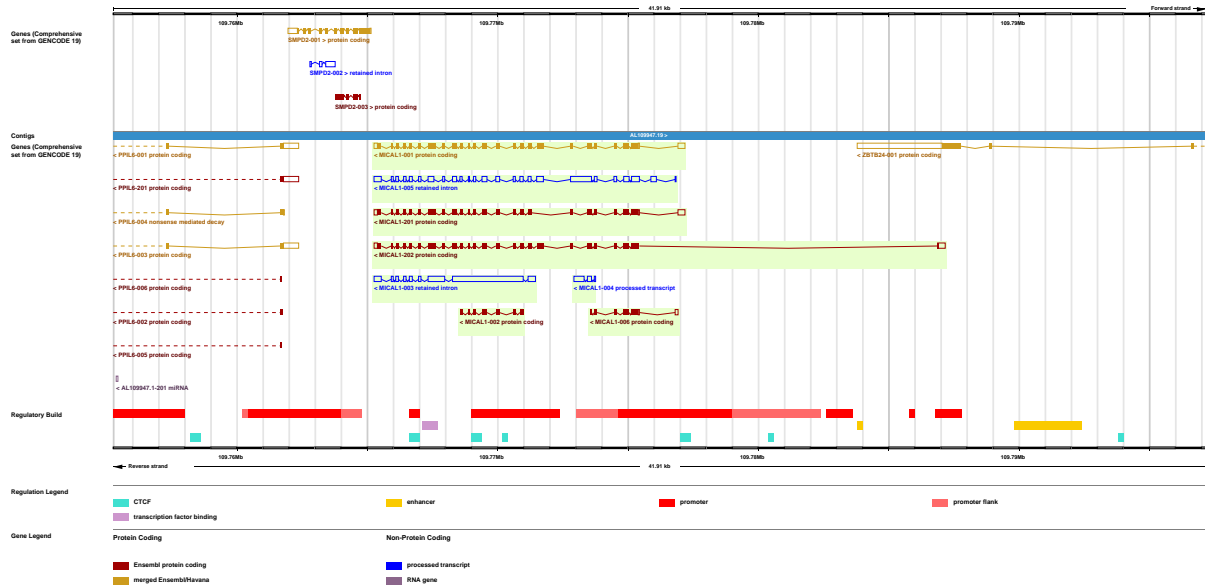 41.91 kb
Forward strand
109.76Mb 109.77Mb 109.78Mb 109.79Mb
Genes (Comprehensive
set from GENCODE 19)
SMPD2-001 > protein coding
SMPD2-002 > retained intron
SMPD2-003 > protein coding
Contigs
AL109947.19 >
Genes (Comprehensive
set from GENCODE 19)
< PPIL6-001 protein coding
< MICAL1-001 protein coding
< ZBTB24-001 protein coding
< PPIL6-201 protein coding
< MICAL1-005 retained intron
< PPIL6-004 nonsense mediated decay
< MICAL1-201 protein coding
< PPIL6-003 protein coding
< MICAL1-202 protein coding
< PPIL6-006 protein coding
< MICAL1-003 retained intron
< MICAL1-004 processed transcript
< PPIL6-002 protein coding
< MICAL1-002 protein coding
< MICAL1-006 protein coding
< PPIL6-005 protein coding
< AL109947.1-201 miRNA
Regulatory Build
109.76Mb 109.77Mb 109.78Mb 109.79Mb
Reverse strand
41.91 kb
Regulation Legend
CTCF
enhancer
promoter
promoter flank
transcription factor binding
Gene Legend
Protein Coding
Non-Protein Coding
Ensembl protein coding
processed transcript
merged Ensembl/Havana
RNA gene